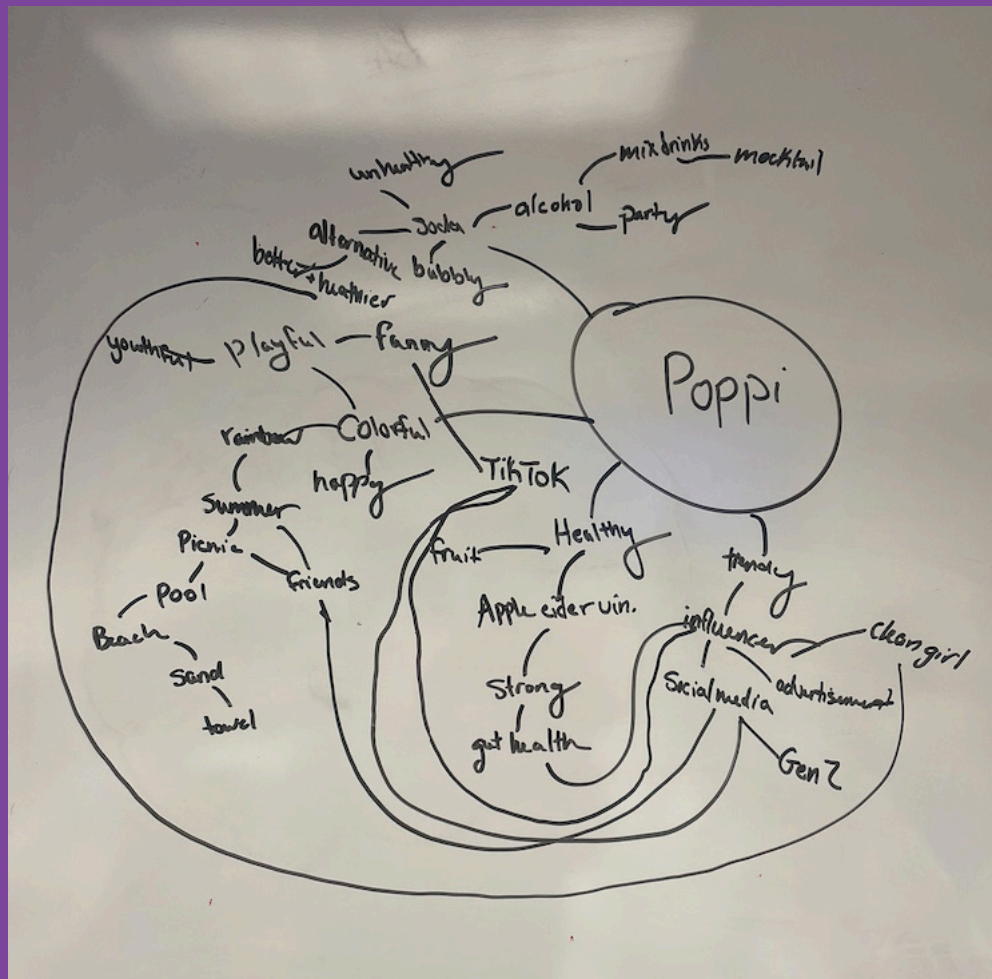 unhealthy
mixdrinks
mocktail
alcohol
party
Soda
alternative
bubbly
better + healthier
Poppi
youthful
Playful
funny
rainbow
Colorful
happy
TikTok
Summer
Picnic
friends
Pool
Beach
Sand
towel
Healthy
fruit
Apple cider vin.
Strong
gut health
trendy
influencer
clean girl
Social media
advertisement
Gen Z